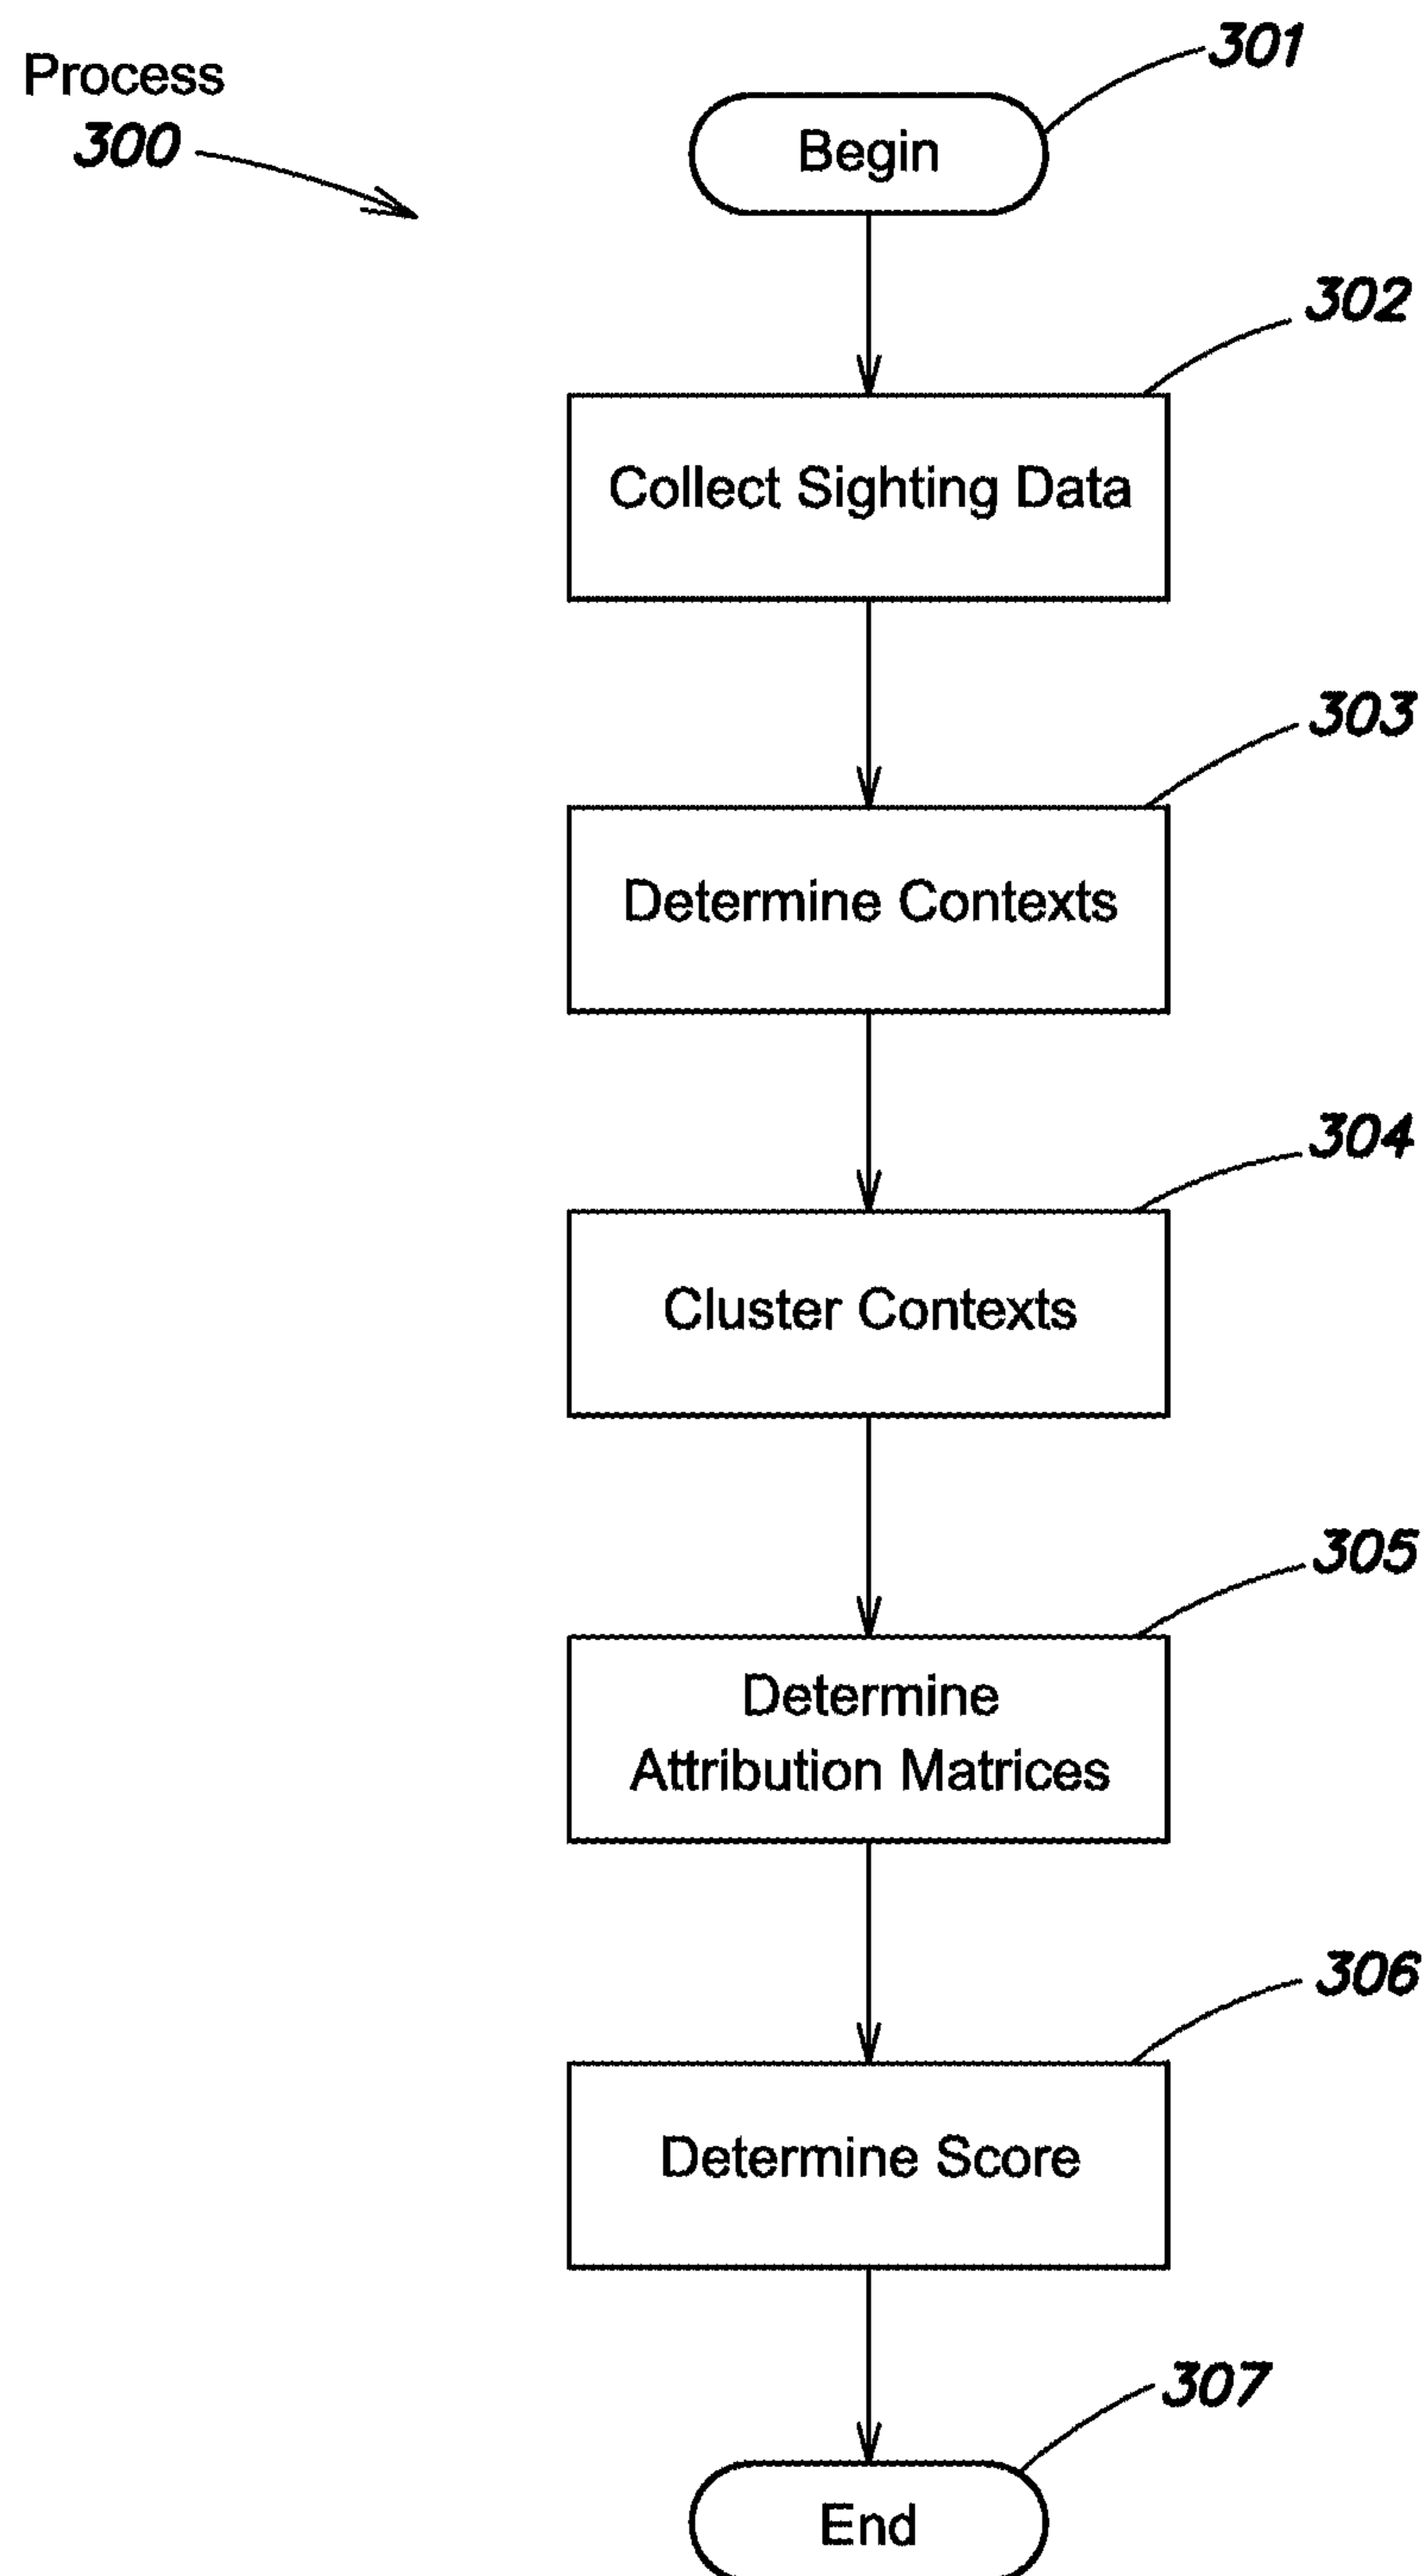 Process
300
301
Begin
302
Collect Sighting Data
303
Determine Contexts
304
Cluster Contexts
305
Determine
Attribution Matrices
306
Determine Score
307
End